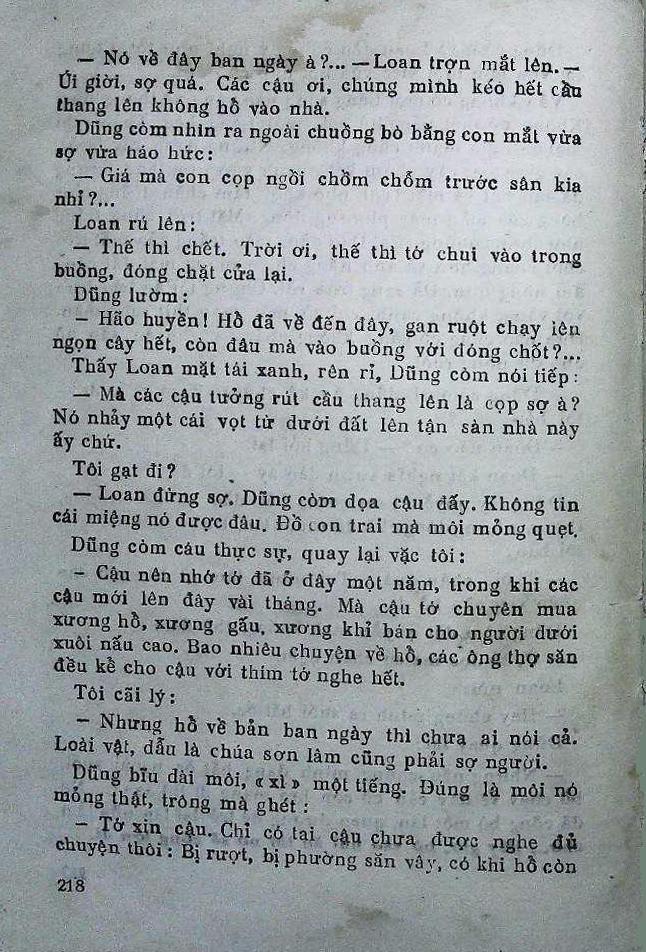 — Nó về đây ban ngày à?... — Loan trợn mắt lên. —
Úi giời, sợ quá. Các cậu ơi, chúng mình kéo hết cầu
thang lên không hổ vào nhà.
Dũng còm nhìn ra ngoài chuồng bò bằng con mắt vừa
sợ vừa háo hức:
— Giá mà con cọp ngồi chồm chỗm trước sân kia
nhỉ?...
Loan rú lên:
— Thế thì chết. Trời ơi, thế thì tớ chui vào trong
buồng, đóng chặt cửa lại.
Dũng lườm:
— Hão huyền! Hổ đã về đến đây, gan ruột chạy lên
ngọn cây hết, còn đâu mà vào buồng với đóng chốt?...
Thấy Loan mặt tái xanh, rên rỉ, Dũng còm nói tiếp:
— Mà các cậu tưởng rút cầu thang lên là cọp sợ à?
Nó nhảy một cái vọt từ dưới đất lên tận sàn nhà này
ấy chứ.
Tôi gạt đi?
— Loan đừng sợ. Dũng còm dọa cậu đấy. Không tin
cái miệng nó được đâu. Đồ con trai mà môi mỏng quẹt.
Dũng còm cáu thực sự, quay lại vặc tôi:
— Cậu nên nhớ tớ đã ở đây một năm, trong khi các
cậu mới lên đây vài tháng. Mà cậu tớ chuyên mua
xương hổ, xương gấu, xương khỉ bán cho người dưới
xuôi nấu cao. Bao nhiêu chuyện về hổ, các ông thợ săn
đều kể cho cậu với thím tớ nghe hết.
Tôi cãi lý:
— Nhưng hổ về bản ban ngày thì chưa ai nói cả.
Loài vật, dẫu là chúa sơn lâm cũng phải sợ người.
Dũng bĩu dài môi, «xì» một tiếng. Đúng là môi nó
mỏng thật, trông mà ghét:
— Tớ xin cậu. Chỉ có tai cậu chưa được nghe đủ
chuyện thôi: Bị rượt, bị phường săn vây, có khi hổ còn
218